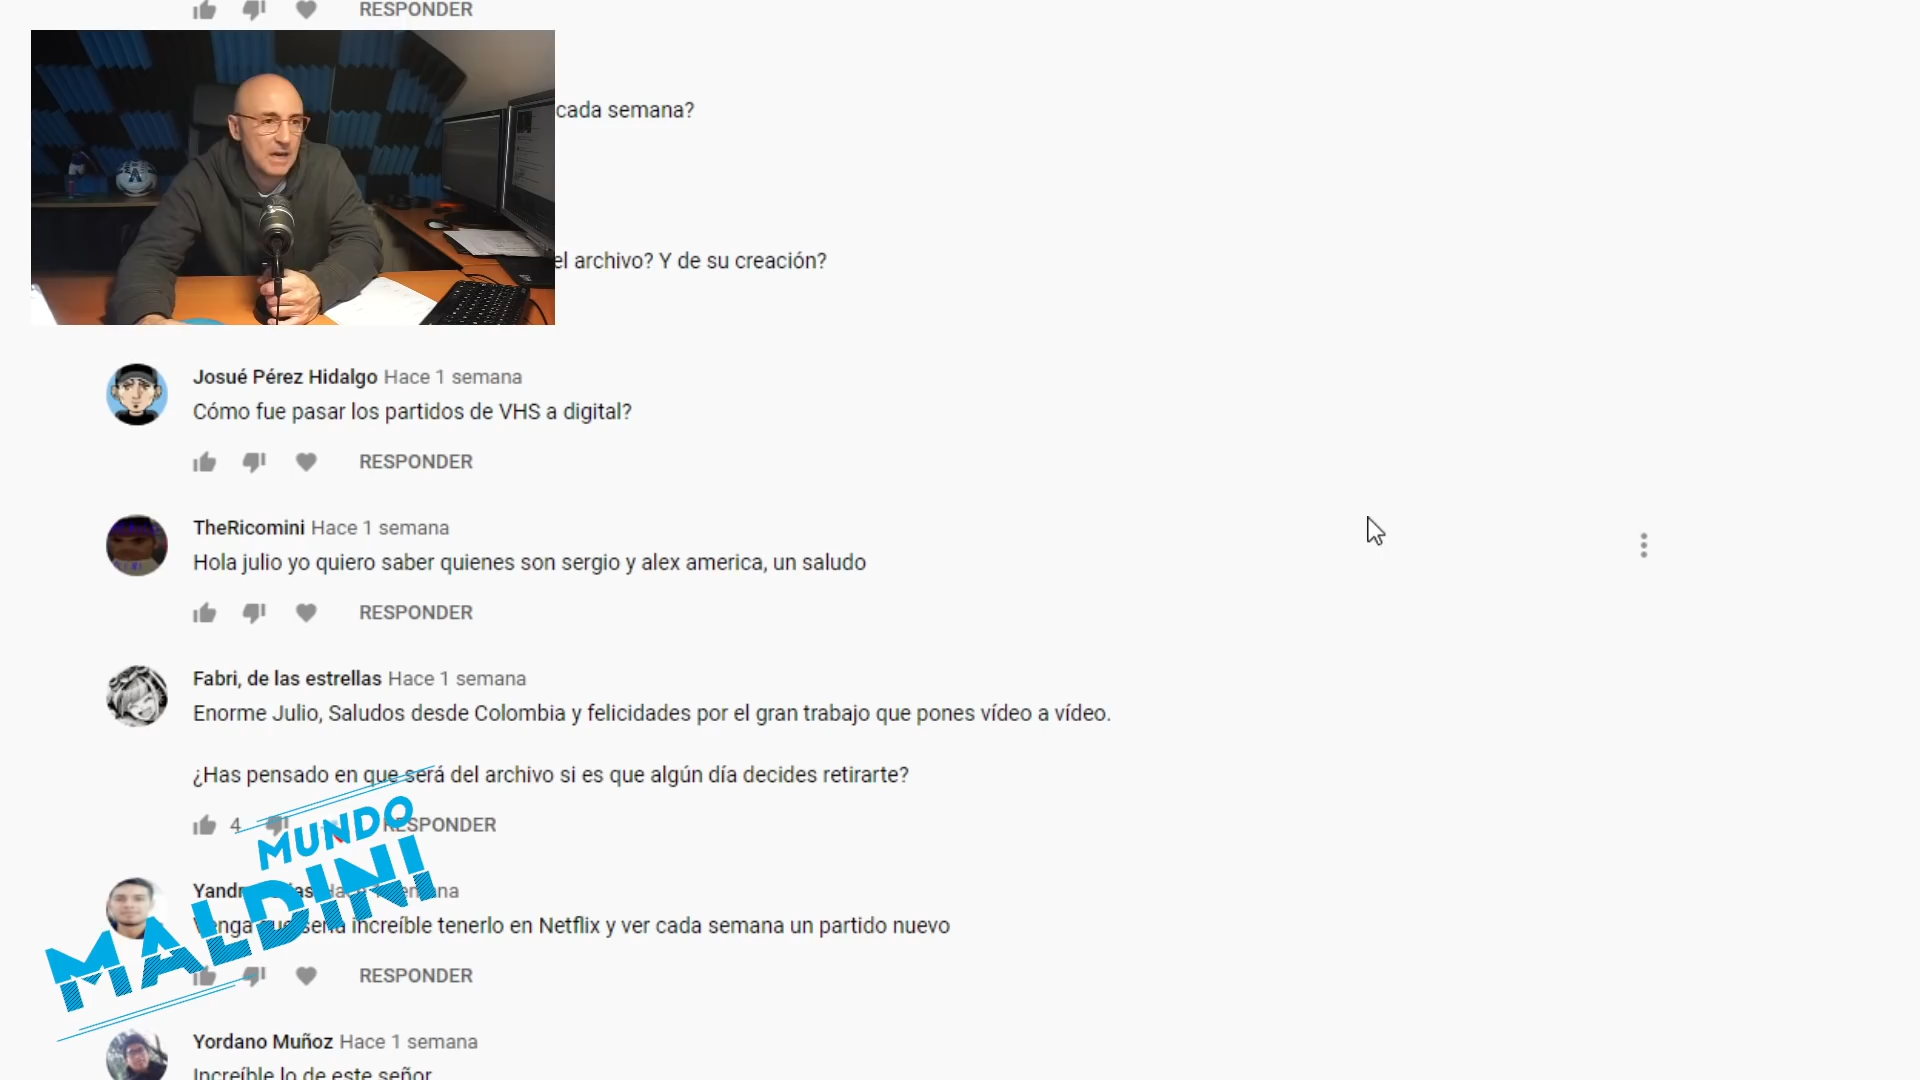 RESPONDER
cada semana?
el archivo? Y de su creación?
Josué Pérez Hidalgo Hace 1 semana
Cómo fue pasar los partidos de VHS a digital?
RESPONDER
TheRicomini Hace 1 semana
Hola julio yo quiero saber quienes son sergio y alex america, un saludo
RESPONDER
Fabri, de las estrellas Hace 1 semana
Enorme Julio, Saludos desde Colombia y felicidades por el gran trabajo que pones vídeo a vídeo.
¿Has pensado en que será del archivo si es que algún día decides retirarte?
4 RESPONDER
MUNDO
MALDINI
increíble tenerlo en Netflix y ver cada semana un partido nuevo
RESPONDER
Yordano Muñoz Hace 1 semana
Increíble lo de este señor